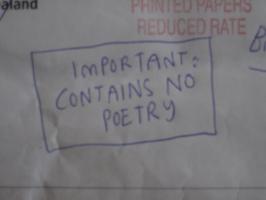 aland
PRINTED PAPERS
REDUCED RATE
IMPORTANT:
CONTAINS NO
POETRY